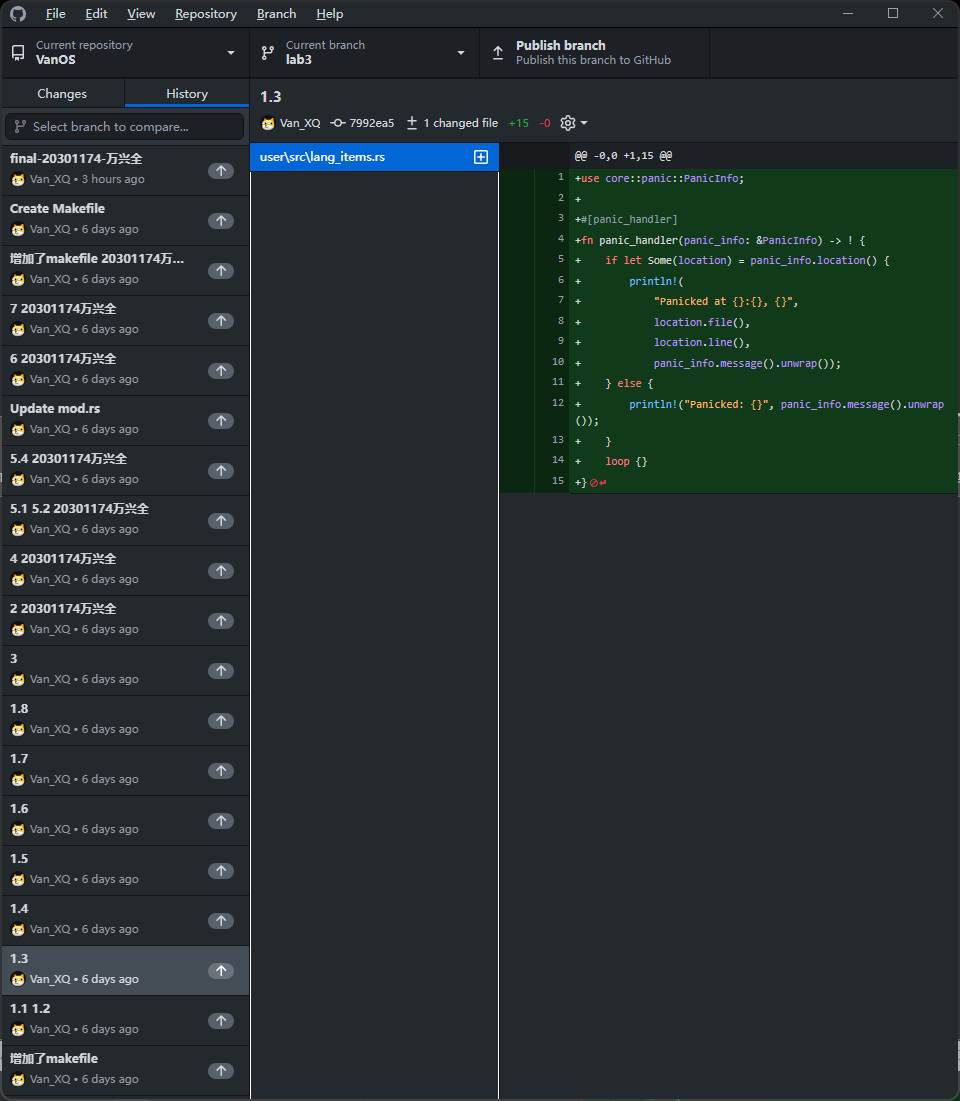 File Edit View Repository Branch Help
Current repository
VanOS
Current branch
lab3
Publish branch
Publish this branch to GitHub
Changes
History
Select branch to compare...
final-20301174-万兴全
Van_XQ • 3 hours ago
Create Makefile
Van_XQ • 6 days ago
增加了makefile 20301174万...
Van_XQ • 6 days ago
7 20301174万兴全
Van_XQ • 6 days ago
6 20301174万兴全
Van_XQ • 6 days ago
Update mod.rs
Van_XQ • 6 days ago
5.4 20301174万兴全
Van_XQ • 6 days ago
5.1 5.2 20301174万兴全
Van_XQ • 6 days ago
4 20301174万兴全
Van_XQ • 6 days ago
2 20301174万兴全
Van_XQ • 6 days ago
3
Van_XQ • 6 days ago
1.8
Van_XQ • 6 days ago
1.7
Van_XQ • 6 days ago
1.6
Van_XQ • 6 days ago
1.5
Van_XQ • 6 days ago
1.4
Van_XQ • 6 days ago
1.3
Van_XQ • 6 days ago
1.1 1.2
Van_XQ • 6 days ago
增加了makefile
Van_XQ • 6 days ago
1.3
Van_XQ 7992ea5 1 changed file +15 -0
user\src\lang_items.rs
@@ -0,0 +1,15 @@
1 +use core::panic::PanicInfo;
2 +
3 +#[panic_handler]
4 +fn panic_handler(panic_info: &PanicInfo) -> ! {
5 +    if let Some(location) = panic_info.location() {
6 +        println!(
7 +            "Panicked at {}:{}, {}",
8 +            location.file(),
9 +            location.line(),
10 +            panic_info.message().unwrap());
11 +    } else {
12 +        println!("Panicked: {}", panic_info.message().unwrap
());
13 +    }
14 +    loop {}
15 +}